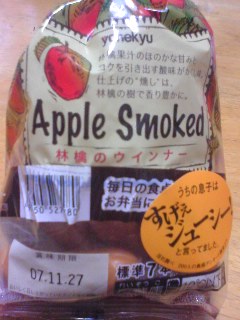 yonekyu
林檎果汁のほのかな甘み
コクを引き出す酸味が
仕上げの"燻し"は、
林檎の樹で香り豊かに。
Apple Smoked
林檎のウインナー
毎日の食
お弁当に
賞味期限
07.11.27
標準7
うちの息子は
すげぇ
ジューシー
と言ってました。